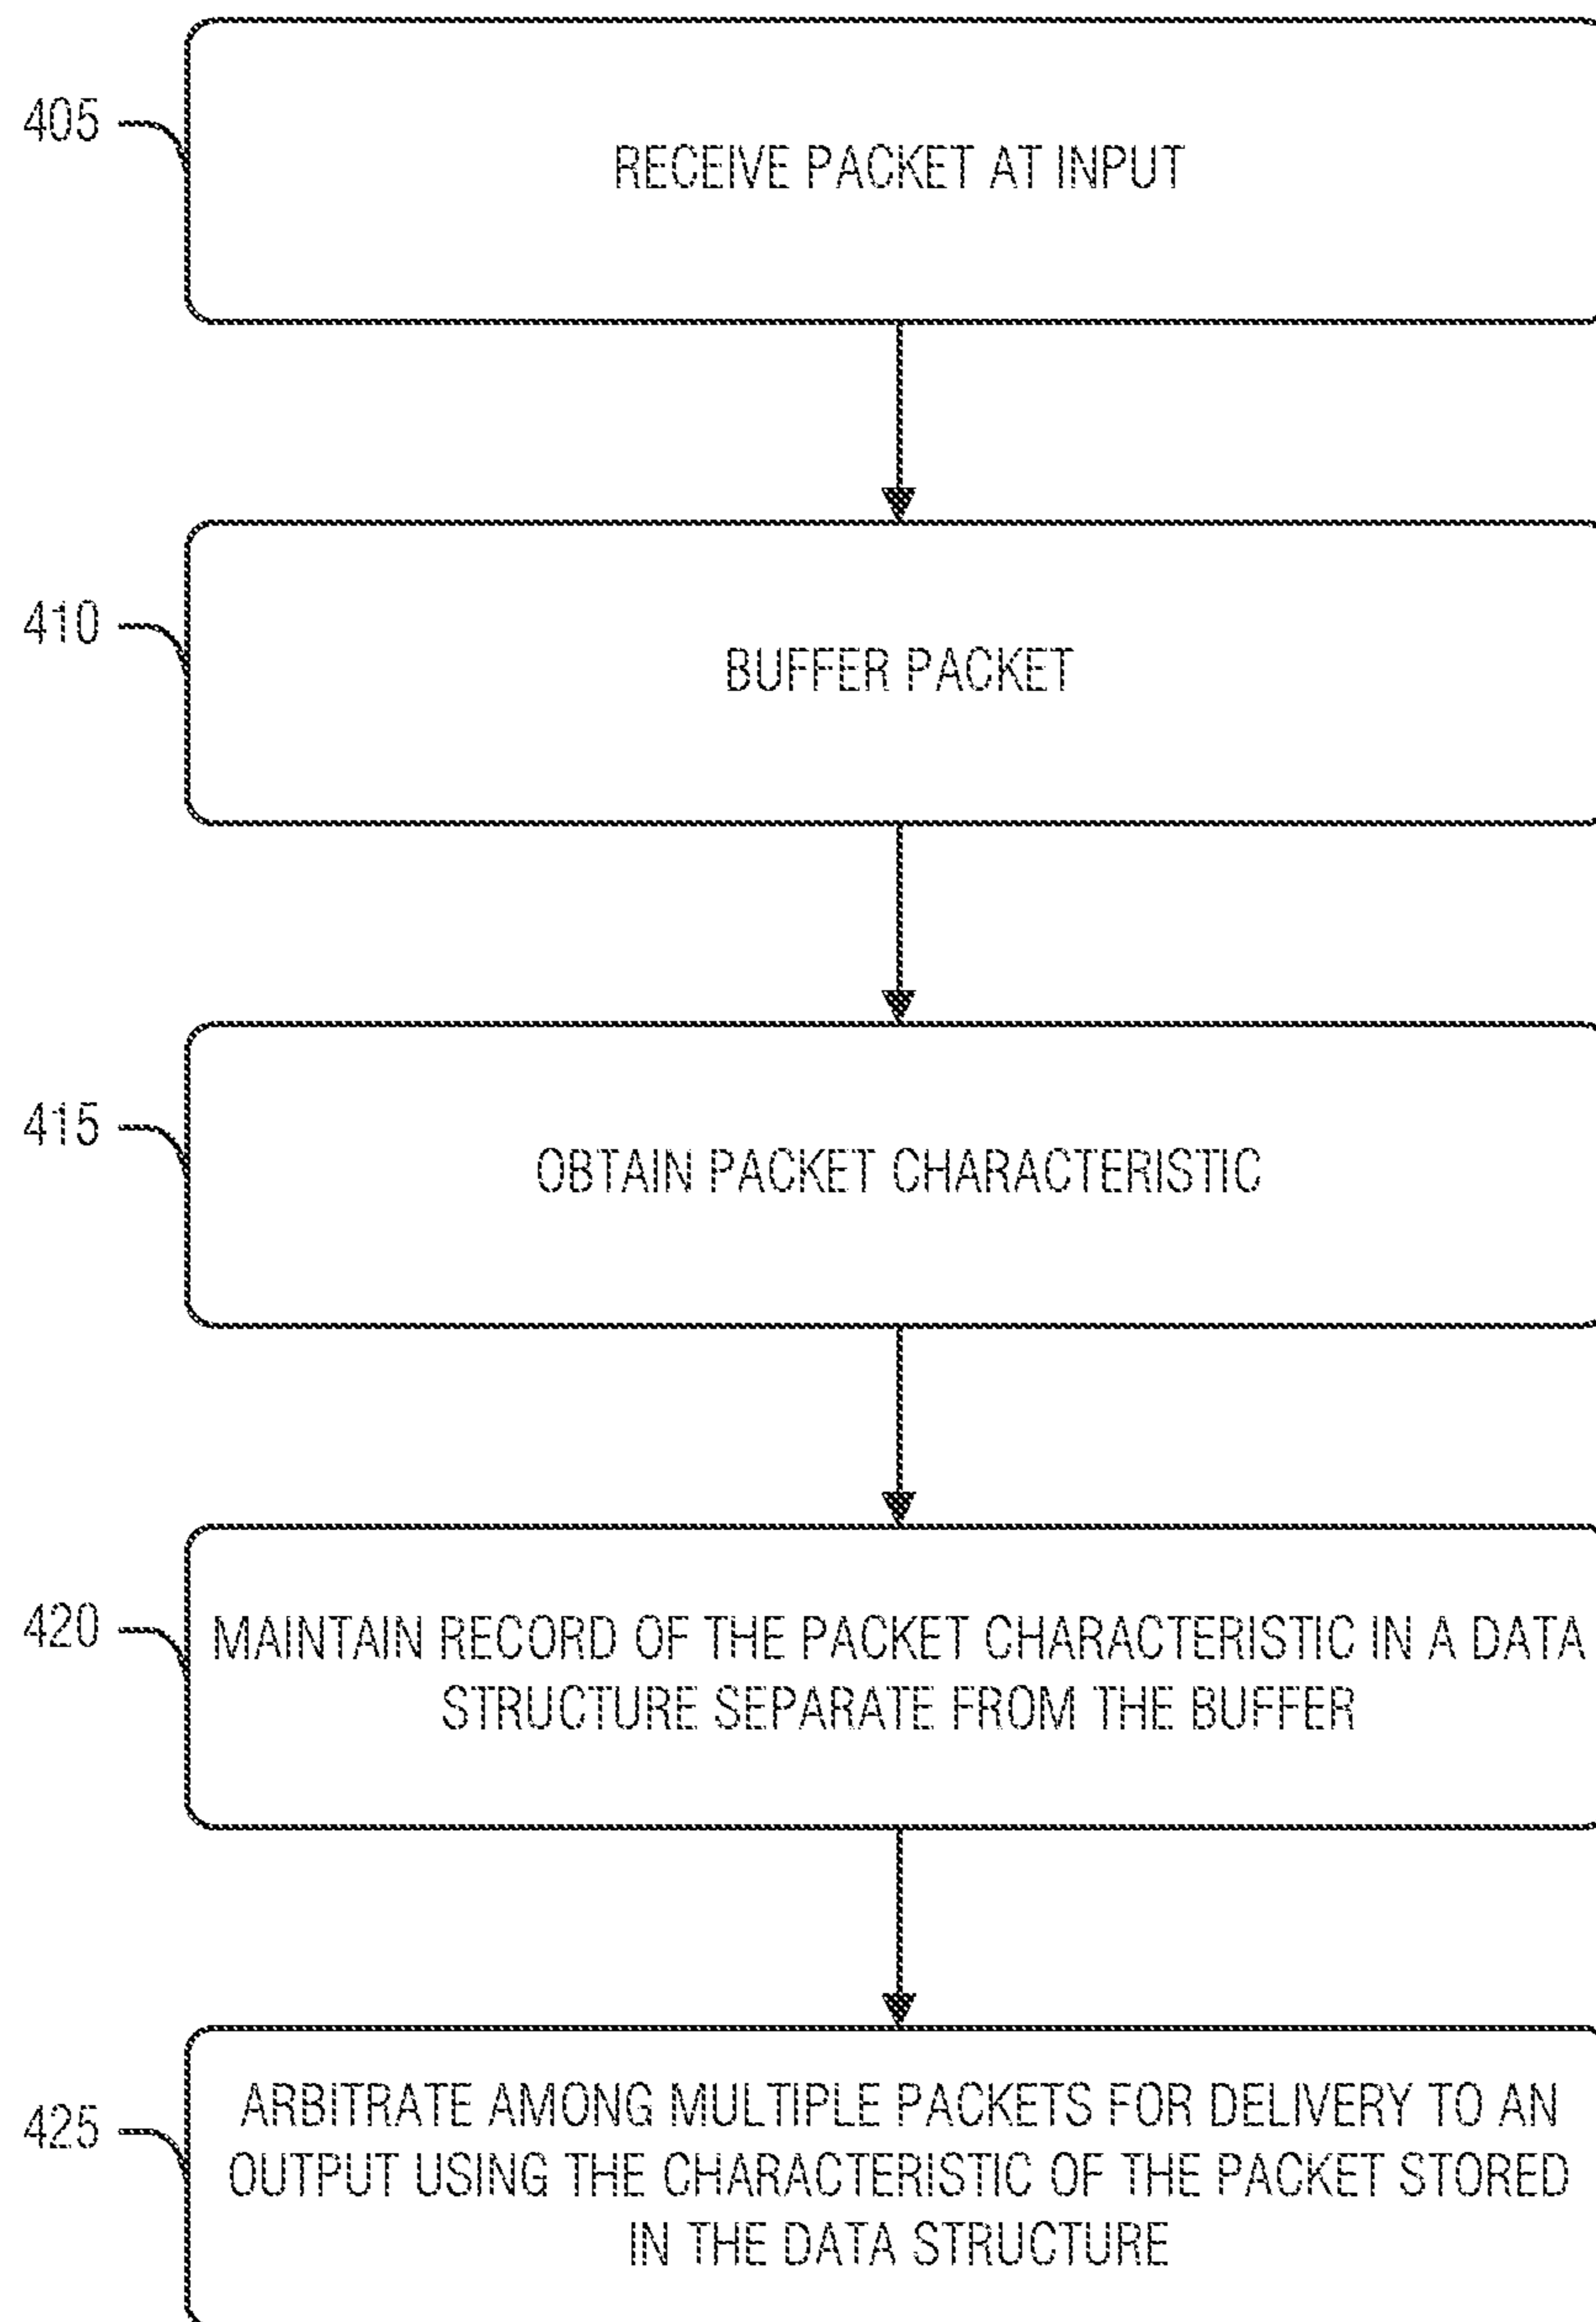 405
RECEIVE PACKET AT INPUT
410
BUFFER PACKET
415
OBTAIN PACKET CHARACTERISTIC
420
MAINTAIN RECORD OF THE PACKET CHARACTERISTIC IN A DATA
STRUCTURE SEPARATE FROM THE BUFFER
425
ARBITRATE AMONG MULTIPLE PACKETS FOR DELIVERY TO AN
OUTPUT USING THE CHARACTERISTIC OF THE PACKET STORED
IN THE DATA STRUCTURE